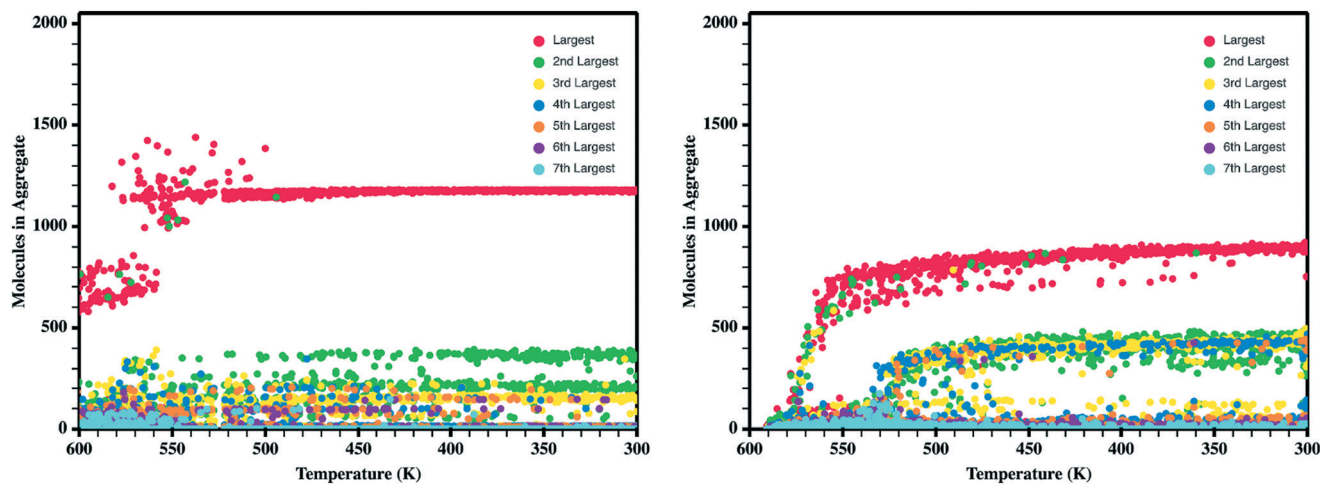 2000
1500
1000
500
0
Molecules in Aggregate
600 550 500 450 400 350 300
Temperature (K)
Largest
2nd Largest
3rd Largest
4th Largest
5th Largest
6th Largest
7th Largest
2000
1500
1000
500
0
Molecules in Aggregate
600 550 500 450 400 350 300
Temperature (K)
Largest
2nd Largest
3rd Largest
4th Largest
5th Largest
6th Largest
7th Largest